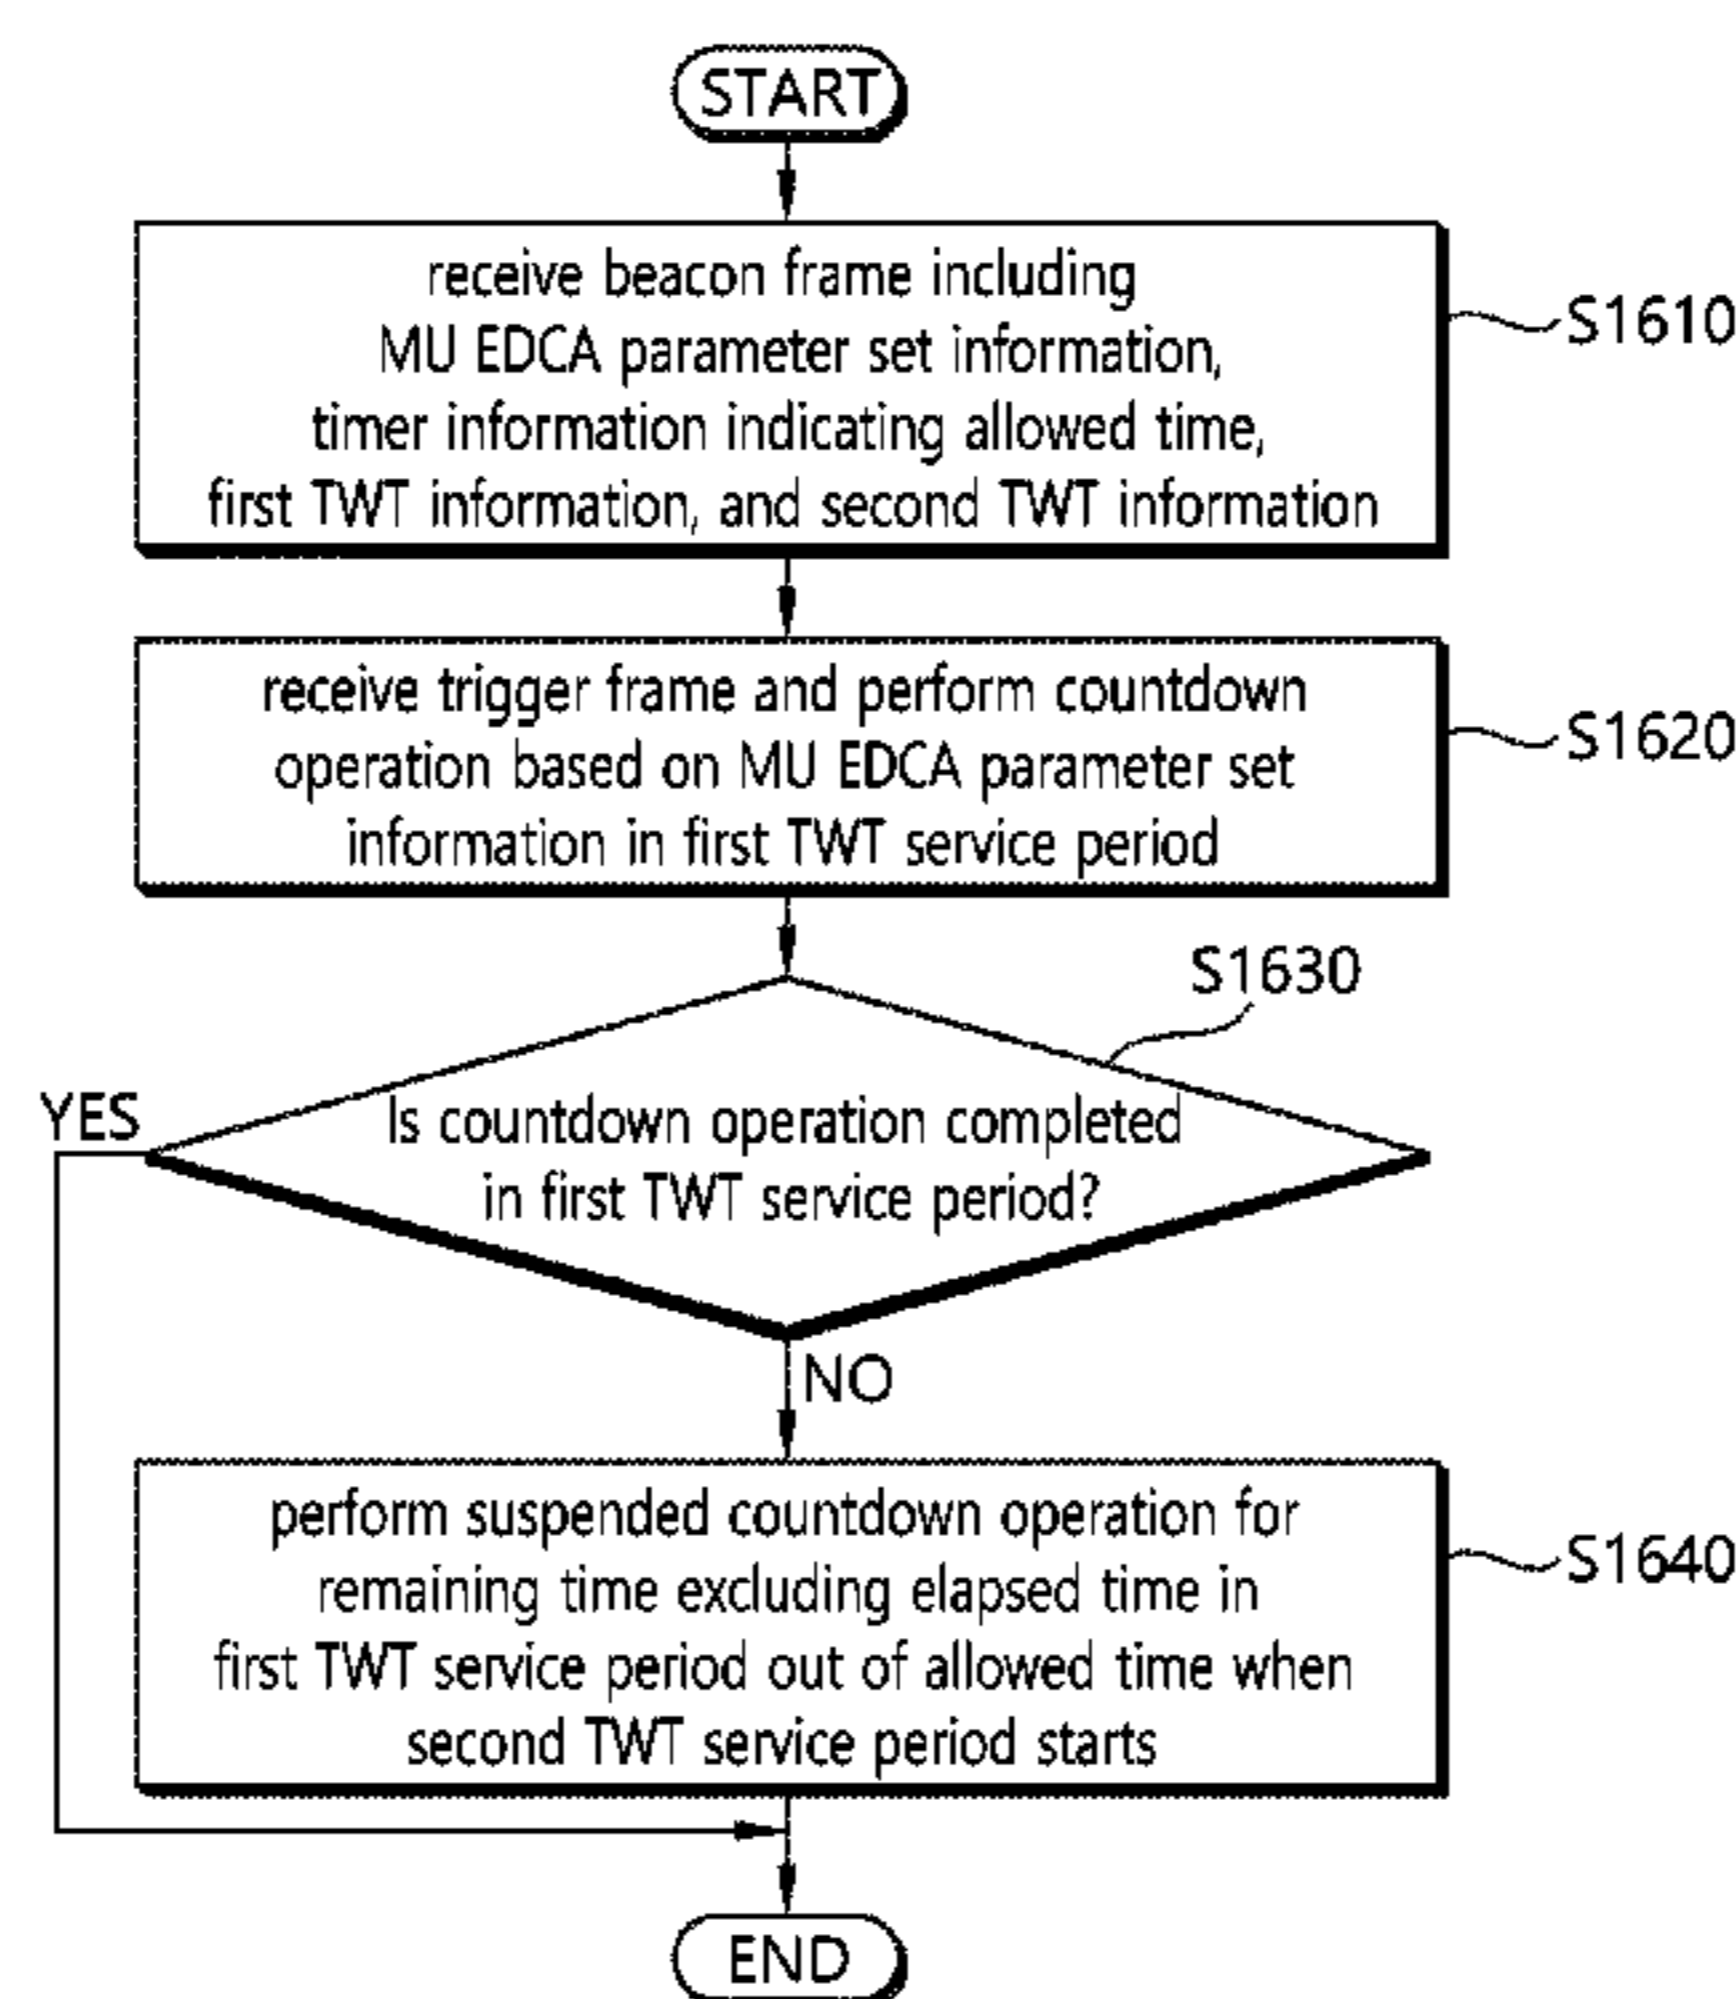 START
receive beacon frame including
MU EDCA parameter set information,
timer information indicating allowed time,
first TWT information, and second TWT information
S1610
receive trigger frame and perform countdown
operation based on MU EDCA parameter set
information in first TWT service period
S1620
S1630
YES
Is countdown operation completed
in first TWT service period?
NO
perform suspended countdown operation for
remaining time excluding elapsed time in
first TWT service period out of allowed time when
second TWT service period starts
S1640
END